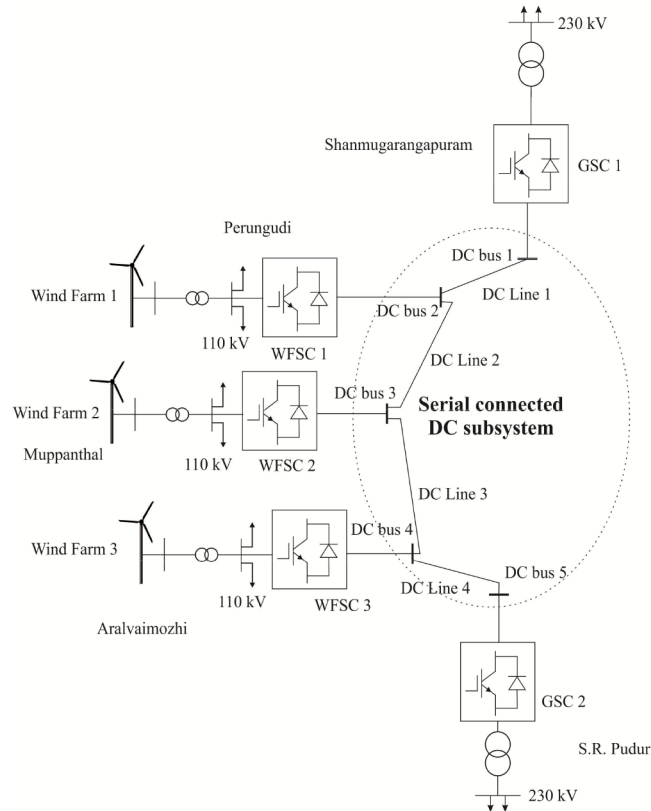 230 kV
Shanmugarangapuram
GSC 1
Perungudi
DC bus 1
Wind Farm 1
DC bus 2
DC Line 1
110 kV
WFSC 1
DC Line 2
DC bus 3
Wind Farm 2
Serial connected
DC subsystem
Muppanthal
110 kV
WFSC 2
DC Line 3
DC bus 4
Wind Farm 3
DC bus 5
DC Line 4
110 kV
WFSC 3
Aralvaimozhi
GSC 2
S.R. Pudur
230 kV